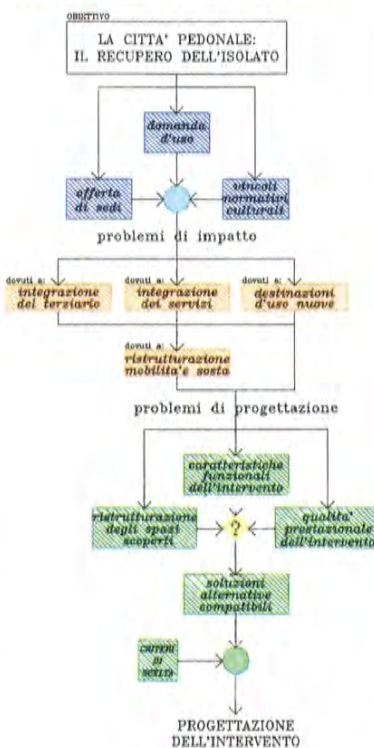 OBIETTIVO
LA CITTA' PEDONALE:
IL RECUPERO DELL'ISOLATO
domanda
d'uso
offerta
di sedi
vincoli
normativi
culturali
problemi di impatto
dovuti a:
integrazione
del terziario
dovuti a:
integrazione
dei servizi
dovuti a:
destinazioni
d'uso nuove
dovuti a:
ristrutturazione
mobilita'e sosta
problemi di progettazione
caratteristiche
funzionali
dell'intervento
ristrutturazione
degli spazi
scoperti
?
qualita'
prestazionale
dell'intervento
soluzioni
alternative
compatibili
CRITERI
DI
SCELTA
PROGETTAZIONE
DELL'INTERVENTO